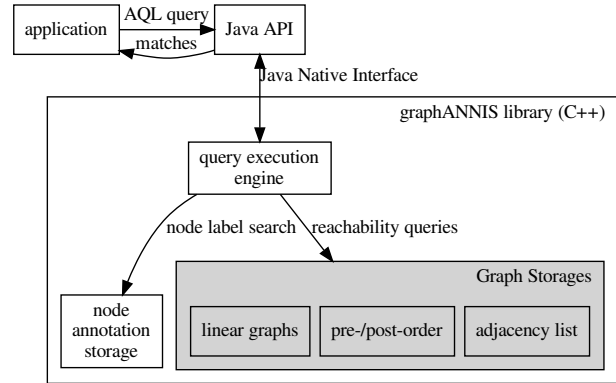 AQL query
application
Java API
matches
Java Native Interface
graphANNIS library (C++)
query execution
engine
node label search
reachability queries
Graph Storages
node
annotation
storage
linear graphs
pre-/post-order
adjacency list